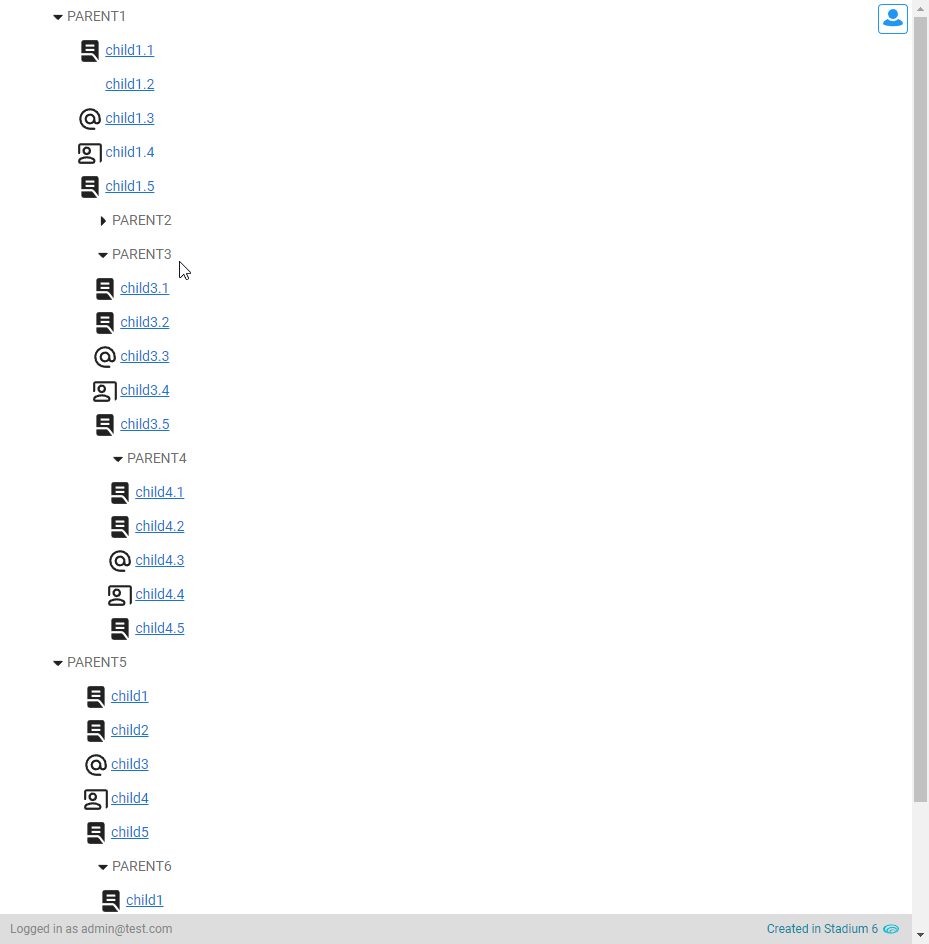 PARENT1
child1.1
child1.2
child1.3
child1.4
child1.5
PARENT2
PARENT3
child3.1
child3.2
child3.3
child3.4
child3.5
PARENT4
child4.1
child4.2
child4.3
child4.4
child4.5
PARENT5
child1
child2
child3
child4
child5
PARENT6
child1
Logged in as admin@test.com
Created in Stadium 6